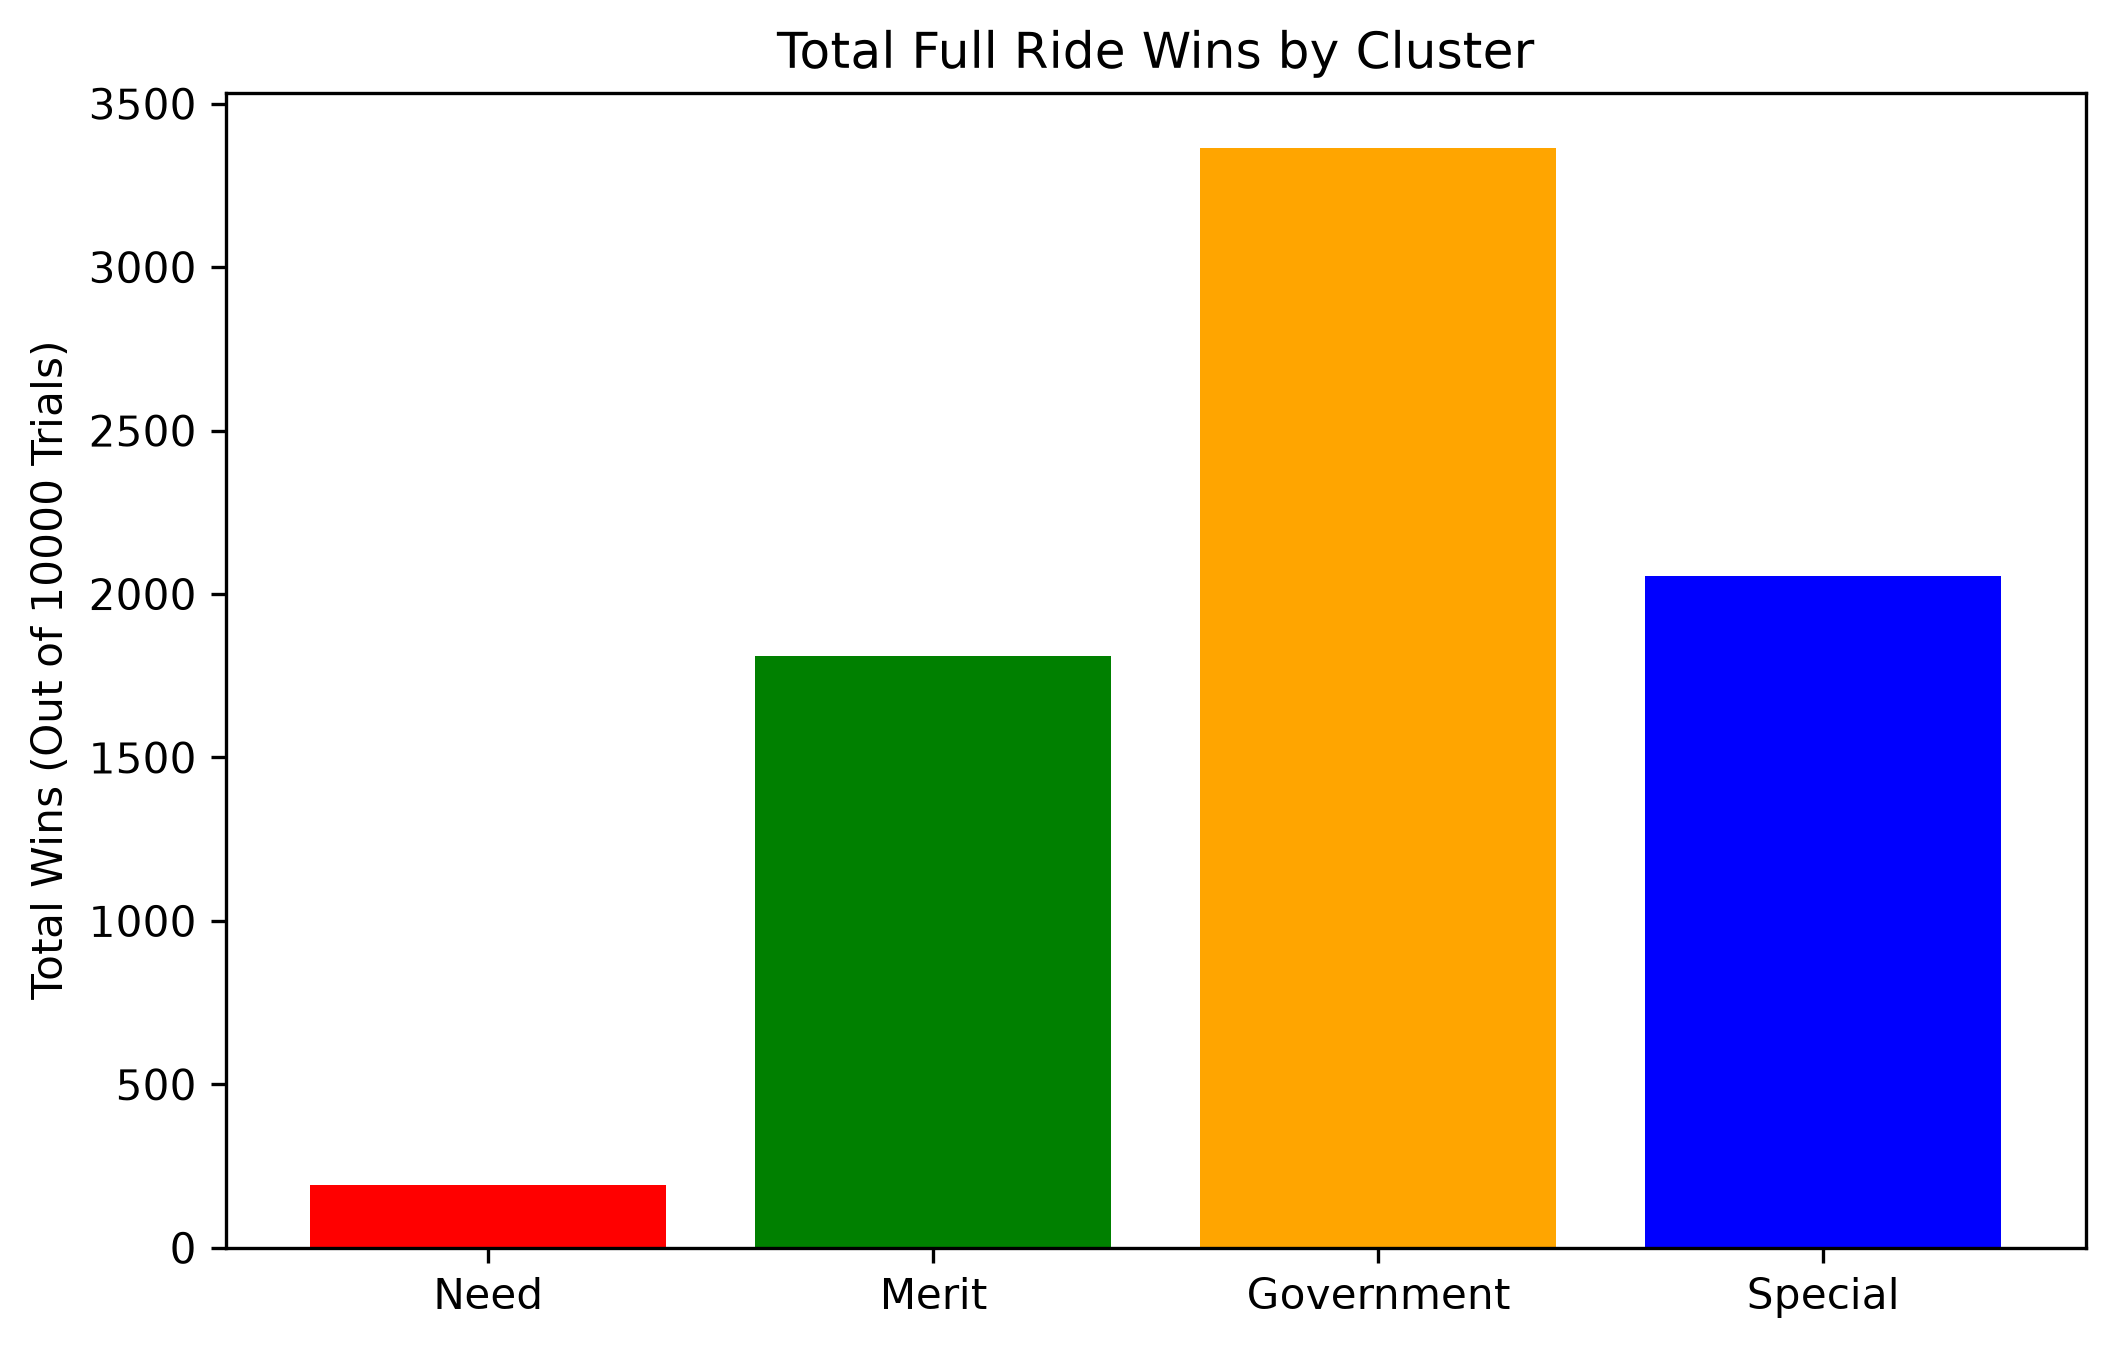 Total Full Ride Wins by Cluster
Total Wins (Out of 10000 Trials)
3500
3000
2500
2000
1500
1000
500
0
Need
Merit
Government
Special